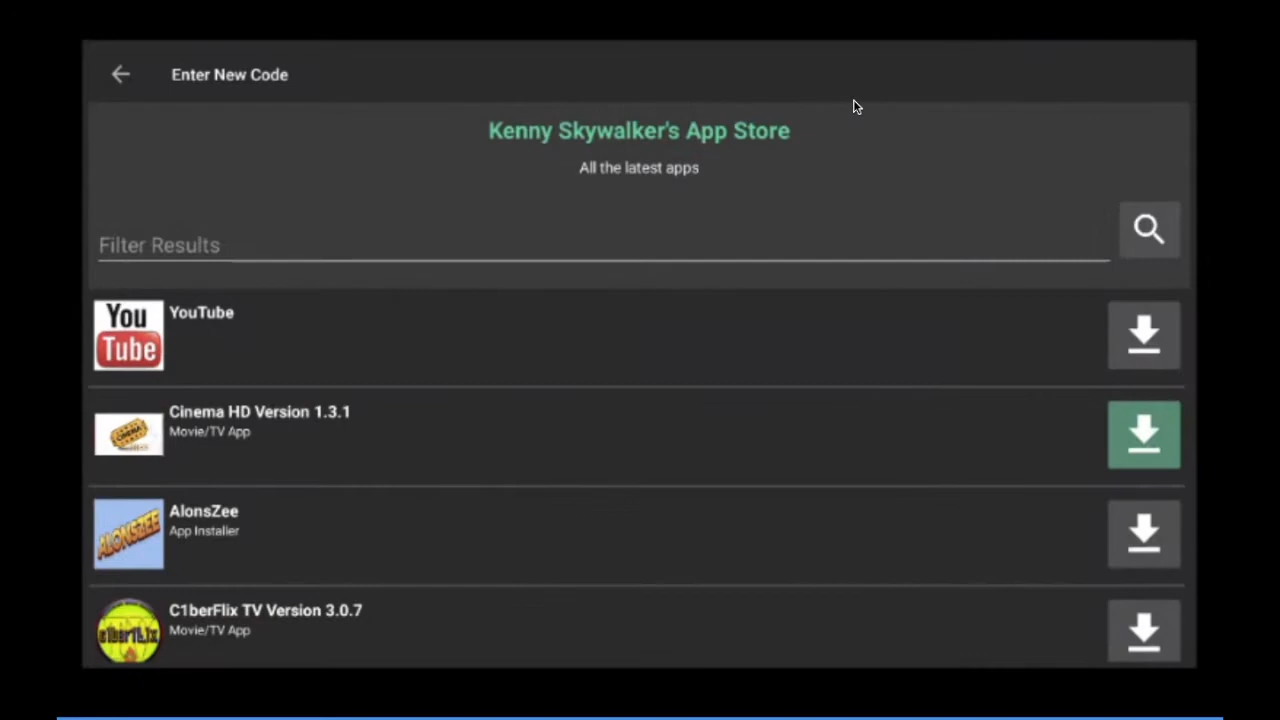 Enter New Code
Kenny Skywalker's App Store
All the latest apps
Filter Results
You
Tube
YouTube
Cinema HD Version 1.3.1
Movie/TV App
CINEMA
AlonsZee
App Installer
ALONSZEE
C1berFlix TV Version 3.0.7
Movie/TV App
c1berflix